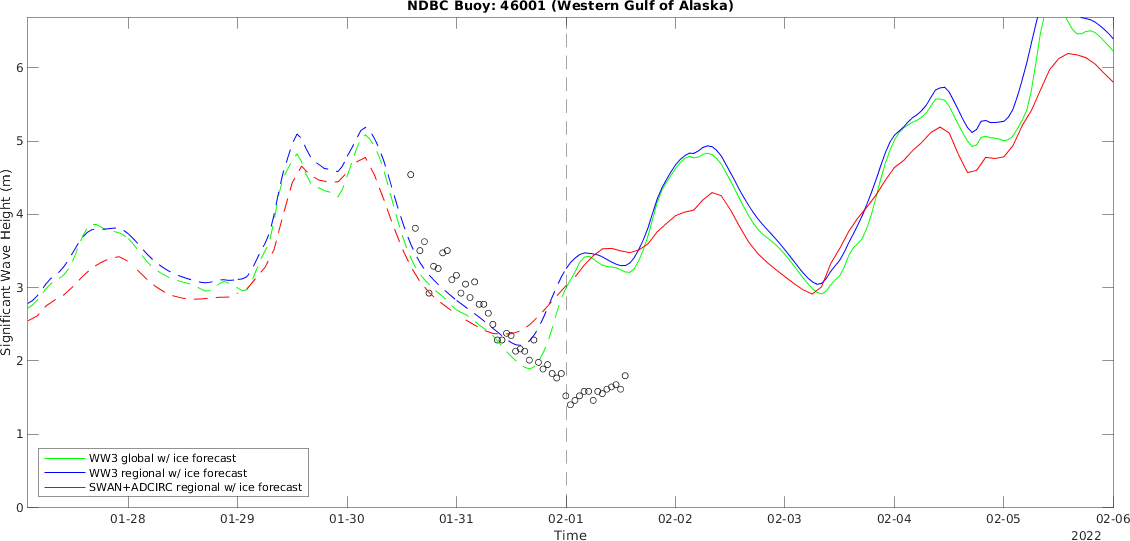 NDBC Buoy: 46001 (Western Gulf of Alaska)
Significant Wave Height (m)
6
5
4
3
2
1
0
WW3 global w/ ice forecast
WW3 regional w/ ice forecast
SWAN+ADCIRC regional w/ ice forecast
01-28 01-29 01-30 01-31 02-01 02-02 02-03 02-04 02-05 02-06
Time
2022